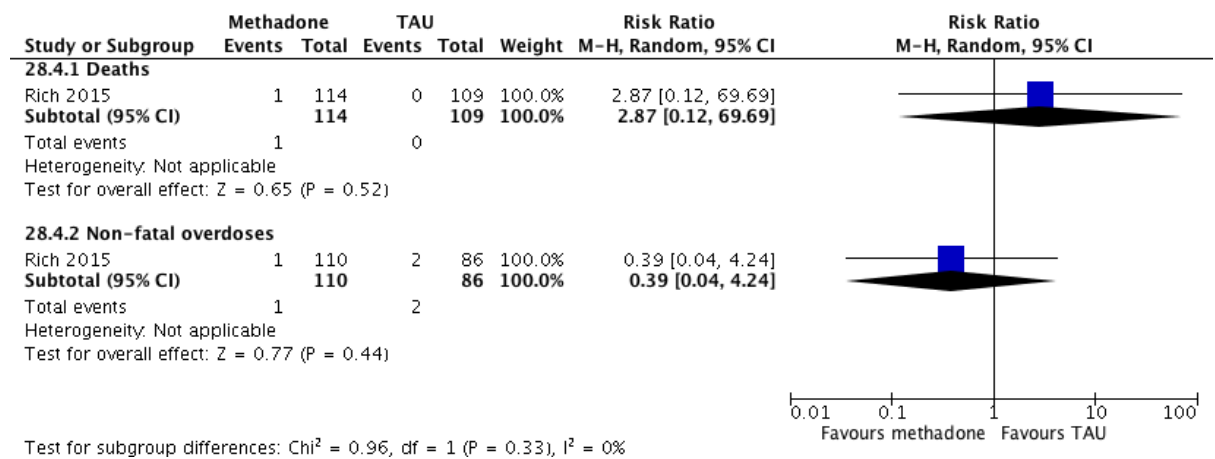 Methadone TAU Risk Ratio Risk Ratio
Study or Subgroup Events Total Events Total Weight M-H, Random, 95% CI M-H, Random, 95% CI
28.4.1 Deaths
Rich 2015 1 114 0 109 100.0% 2.87 [0.12, 69.69]
Subtotal (95% CI) 114 109 100.0% 2.87 [0.12, 69.69]
Total events 1 0
Heterogeneity: Not applicable
Test for overall effect: Z = 0.65 (P = 0.52)
28.4.2 Non-fatal overdoses
Rich 2015 1 110 2 86 100.0% 0.39 [0.04, 4.24]
Subtotal (95% CI) 110 86 100.0% 0.39 [0.04, 4.24]
Total events 1 2
Heterogeneity: Not applicable
Test for overall effect: Z = 0.77 (P = 0.44)
0.01 0.1 1 10 100
Favours methadone Favours TAU
Test for subgroup differences: Chi² = 0.96, df = 1 (P = 0.33), I² = 0%